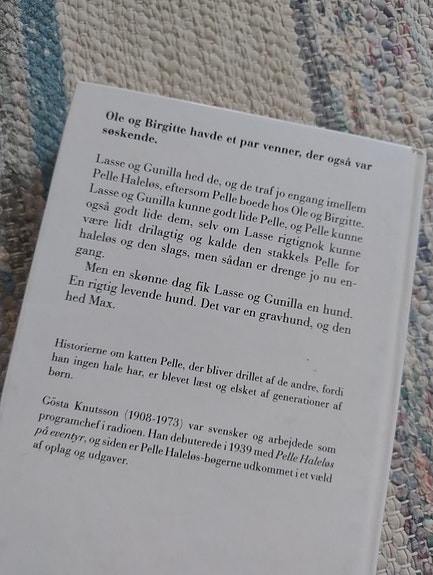 Ole og Birgitte havde et par venner, der også var
søskende.
Lasse og Gunilla hed de, og de traf jo engang imellem
Pelle Haleløs, eftersom Pelle boede hos Ole og Birgitte.
Lasse og Gunilla kunne godt lide Pelle, og Pelle kunne
også godt lide dem, selv om Lasse rigtignok kunne
være lidt drilagtig og kalde den stakkels Pelle for
haleløs og den slags, men sådan er drenge jo nu en-
gang.
Men en skønne dag fik Lasse og Gunilla en hund.
En rigtig levende hund. Det var en gravhund, og den
hed Max.
Historierne om katten Pelle, der bliver drillet af de andre, fordi
han ingen hale har, er blevet læst og elsket af generationer af
børn.
Gösta Knutsson (1908-1973) var svensker og arbejdede som
programchef i radioen. Han debuterede i 1939 med Pelle Haleløs
på eventyr, og siden er Pelle Haleløs-bøgerne udkommet i et væld
af oplag og udgaver.